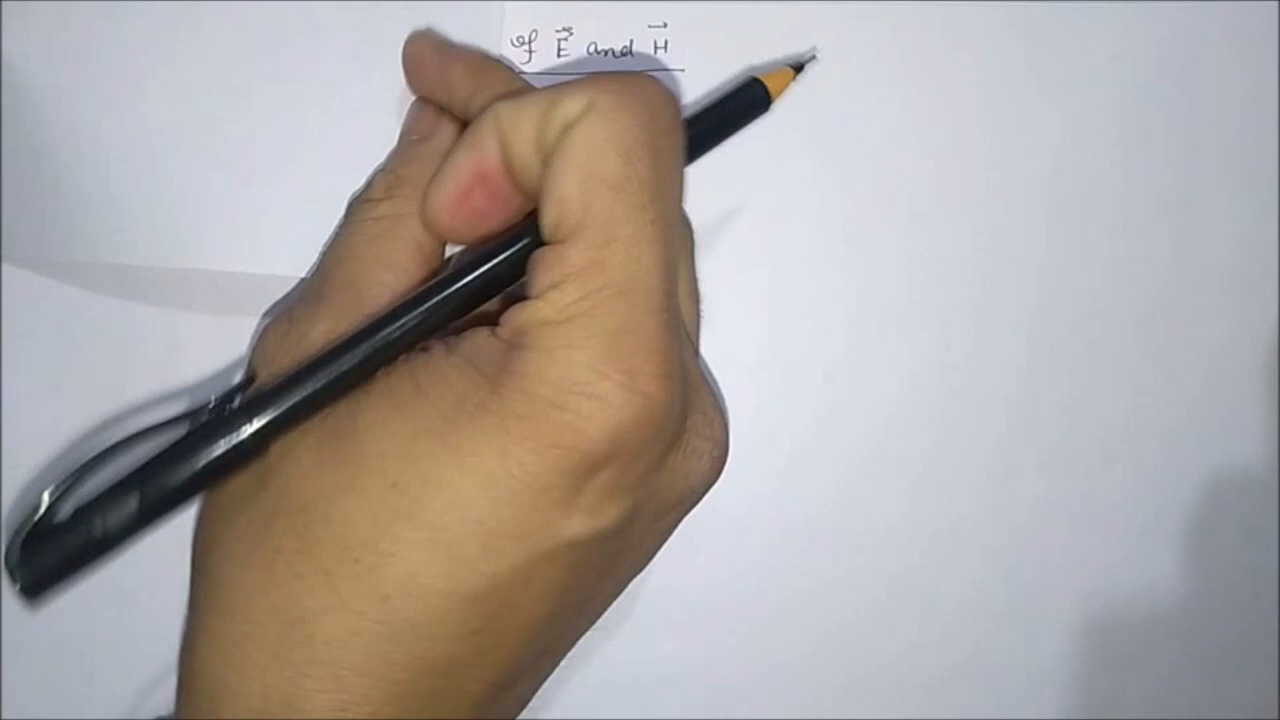 of E⃗ and H⃗